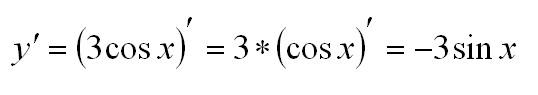 y′ = (3cos x)′ = 3*(cos x)′ = −3sin x